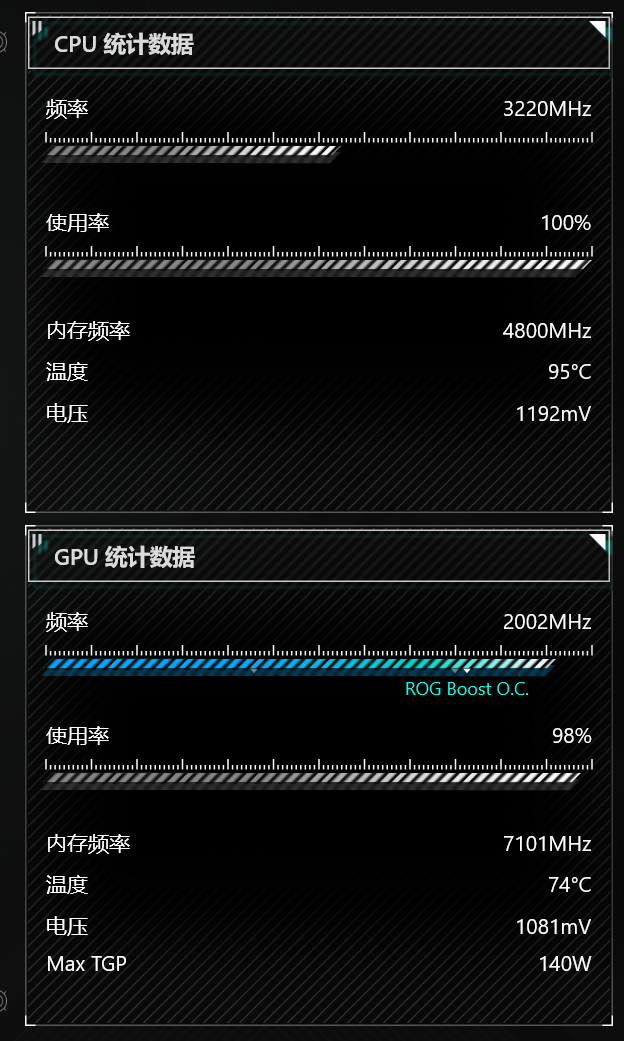 CPU 统计数据
频率 3220MHz
使用率 100%
内存频率 4800MHz
温度 95°C
电压 1192mV
GPU 统计数据
频率 2002MHz
ROG Boost O.C.
使用率 98%
内存频率 7101MHz
温度 74°C
电压 1081mV
Max TGP 140W